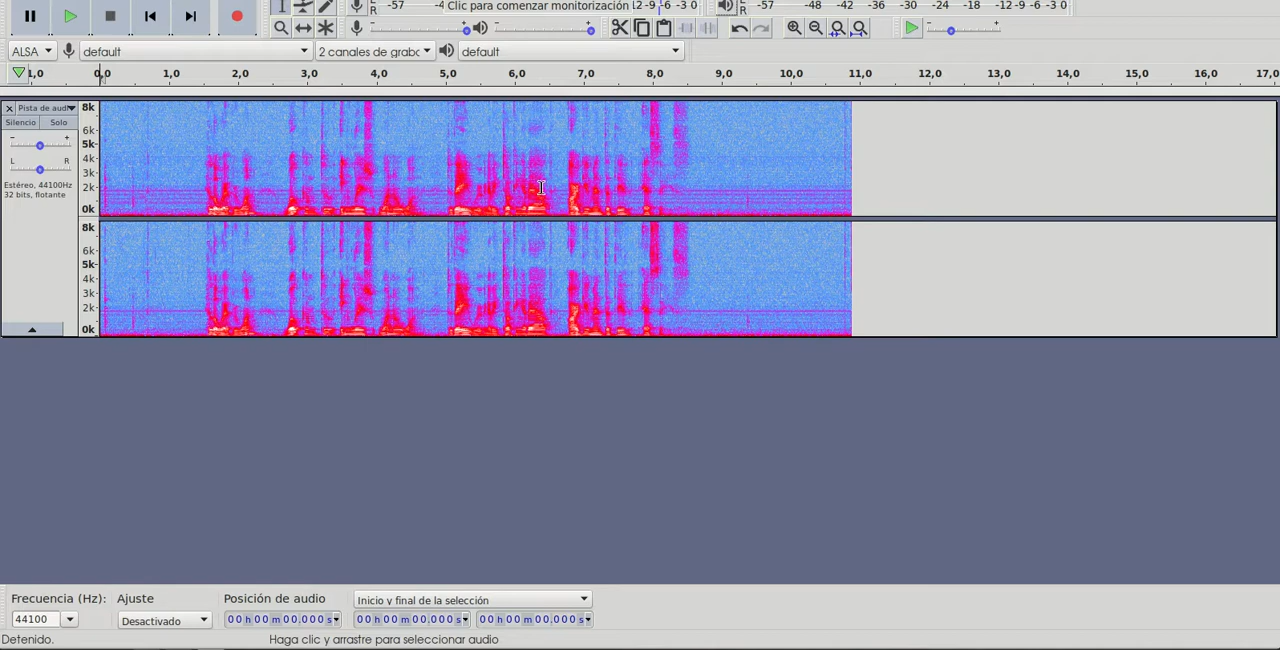 -57 -4 Clic para comenzar monitorización 12 -9 -6 -3 0
R -57 -48 -42 -36 -30 -24 -18 -12 -9 -6 -3 0
ALSA default 2 canales de grabc default
1,0 0,0 1,0 2,0 3,0 4,0 5,0 6,0 7,0 8,0 9,0 10,0 11,0 12,0 13,0 14,0 15,0 16,0 17,0
Pista de aud
Silencio Solo
- +
L R
Estéreo, 44100Hz
32 bits, flotante
8k
6k
5k
4k
3k
2k
0k
8k
6k
5k
4k
3k
2k
0k
Frecuencia (Hz): Ajuste Posición de audio Inicio y final de la selección
44100 Desactivado 00 h 00 m 00.000 s 00 h 00 m 00.000 s 00 h 00 m 00.000 s
Detenido. Haga clic y arrastre para seleccionar audio